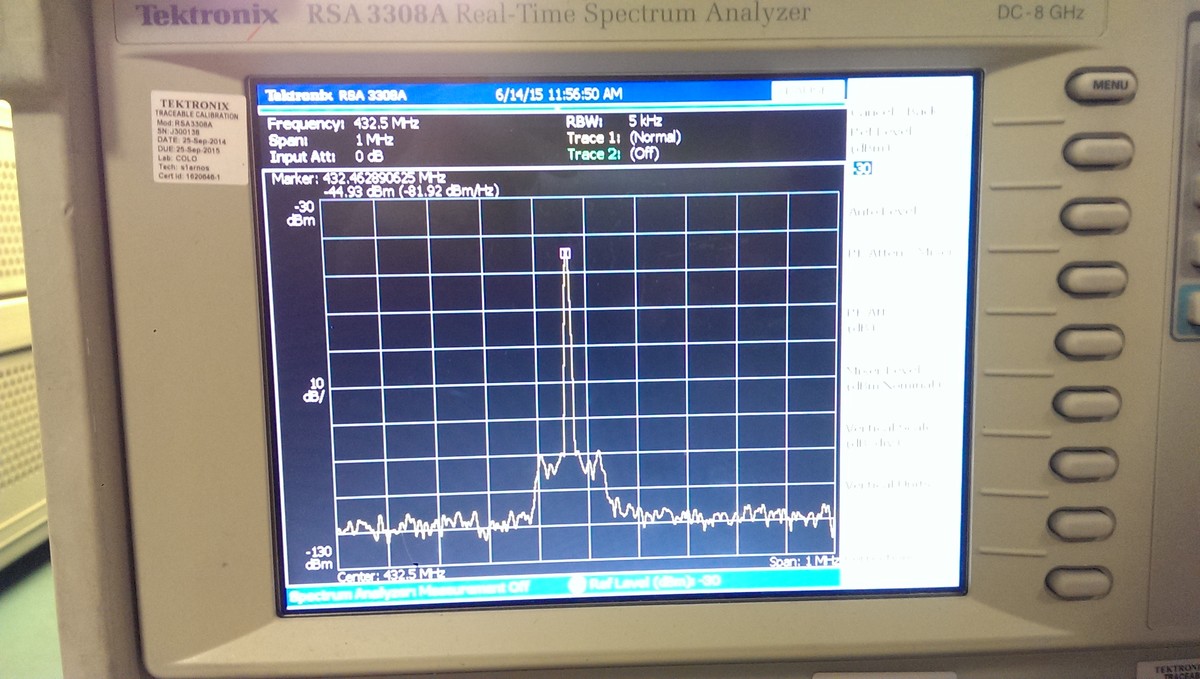 Tektronix RSA 3308A Real-Time Spectrum Analyzer DC - 8 GHz
TEKTRONIX
TRACEABLE CALIBRATION
Mod: RSA3308A
SN: J300138
DATE: 25-Sep-2014
DUE: 25-Sep-2015
Lab: COLO
Tech: starnos
Cert id: 1620646-1
Tektronix RSA 3308A 6/14/15 11:56:50 AM
Frequency: 432.5 MHz RBW: 5 kHz
Span: 1 MHz Trace 1: (Normal)
Input Att: 0 dB Trace 2: (Off)
Marker: 432.462890625 MHz
-44.93 dBm (-81.92 dBm/Hz)
-30
dBm
10
dB/
-130
dBm
Center: 432.5 MHz Span: 1 MHz
Spectrum Analyzer: Measurement Off Ref Level (dBm): -30
Cancel - Back
Ref Level
(dBm)
-30
Auto Level
RF Att
(dB)
Mixer Level
(dBm Nominal)
Vertical Scale
(dB/div)
Vertical Units
MENU
TEKTRONIX